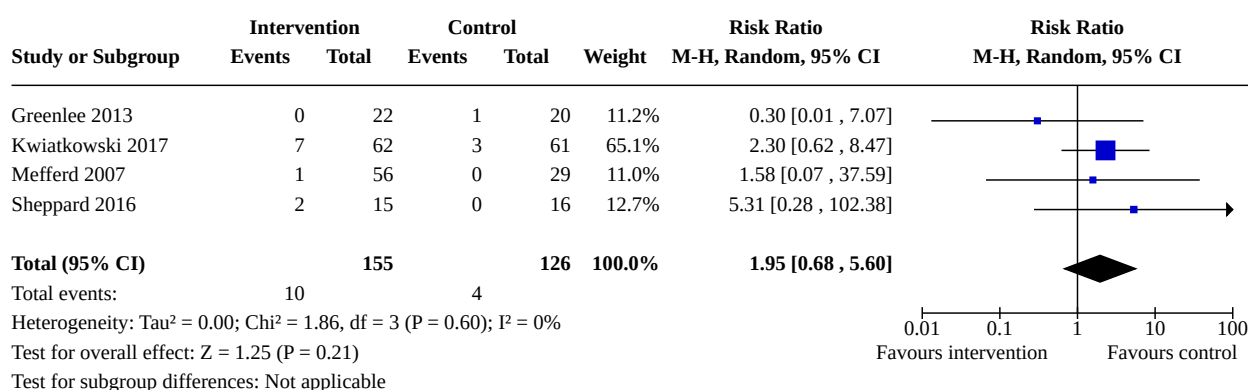 Intervention Control Risk Ratio Risk Ratio
Study or Subgroup Events Total Events Total Weight M-H, Random, 95% CI M-H, Random, 95% CI
Greenlee 2013 0 22 1 20 11.2% 0.30 [0.01 , 7.07]
Kwiatkowski 2017 7 62 3 61 65.1% 2.30 [0.62 , 8.47]
Mefferd 2007 1 56 0 29 11.0% 1.58 [0.07 , 37.59]
Sheppard 2016 2 15 0 16 12.7% 5.31 [0.28 , 102.38]
Total (95% CI) 155 126 100.0% 1.95 [0.68 , 5.60]
Total events: 10 4
Heterogeneity: Tau² = 0.00; Chi² = 1.86, df = 3 (P = 0.60); I² = 0%
0.01 0.1 1 10 100
Test for overall effect: Z = 1.25 (P = 0.21) Favours intervention Favours control
Test for subgroup differences: Not applicable